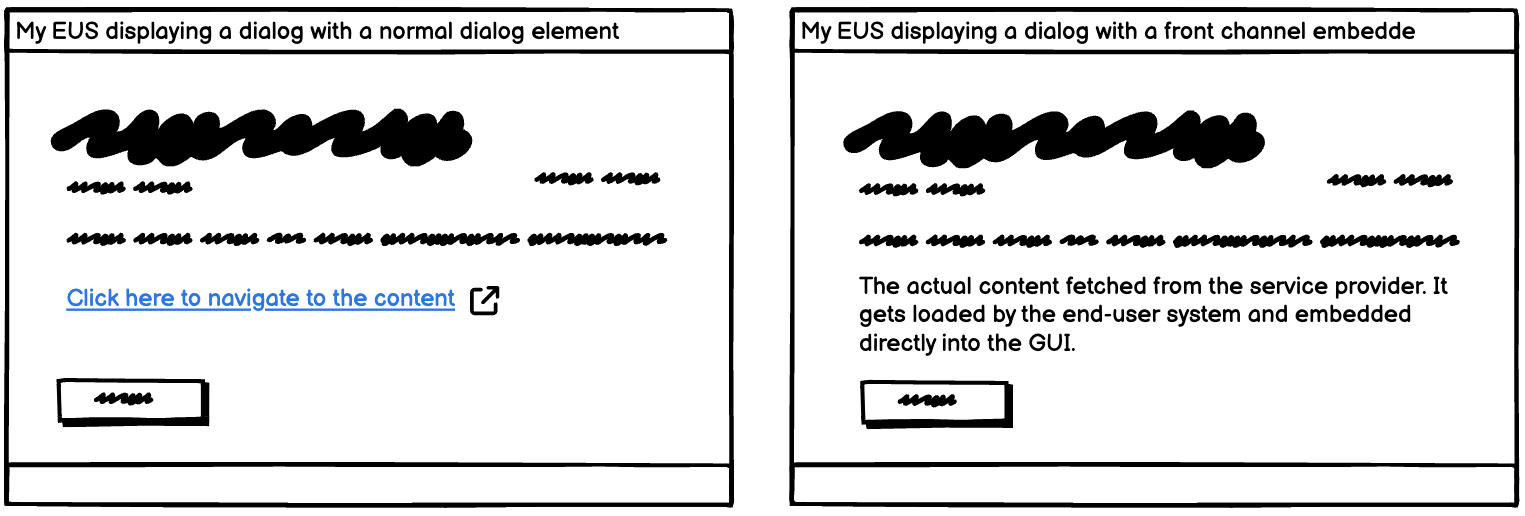 My EUS displaying a dialog with a normal dialog element
Click here to navigate to the content
My EUS displaying a dialog with a front channel embedde
The actual content fetched from the service provider. It
gets loaded by the end-user system and embedded
directly into the GUI.